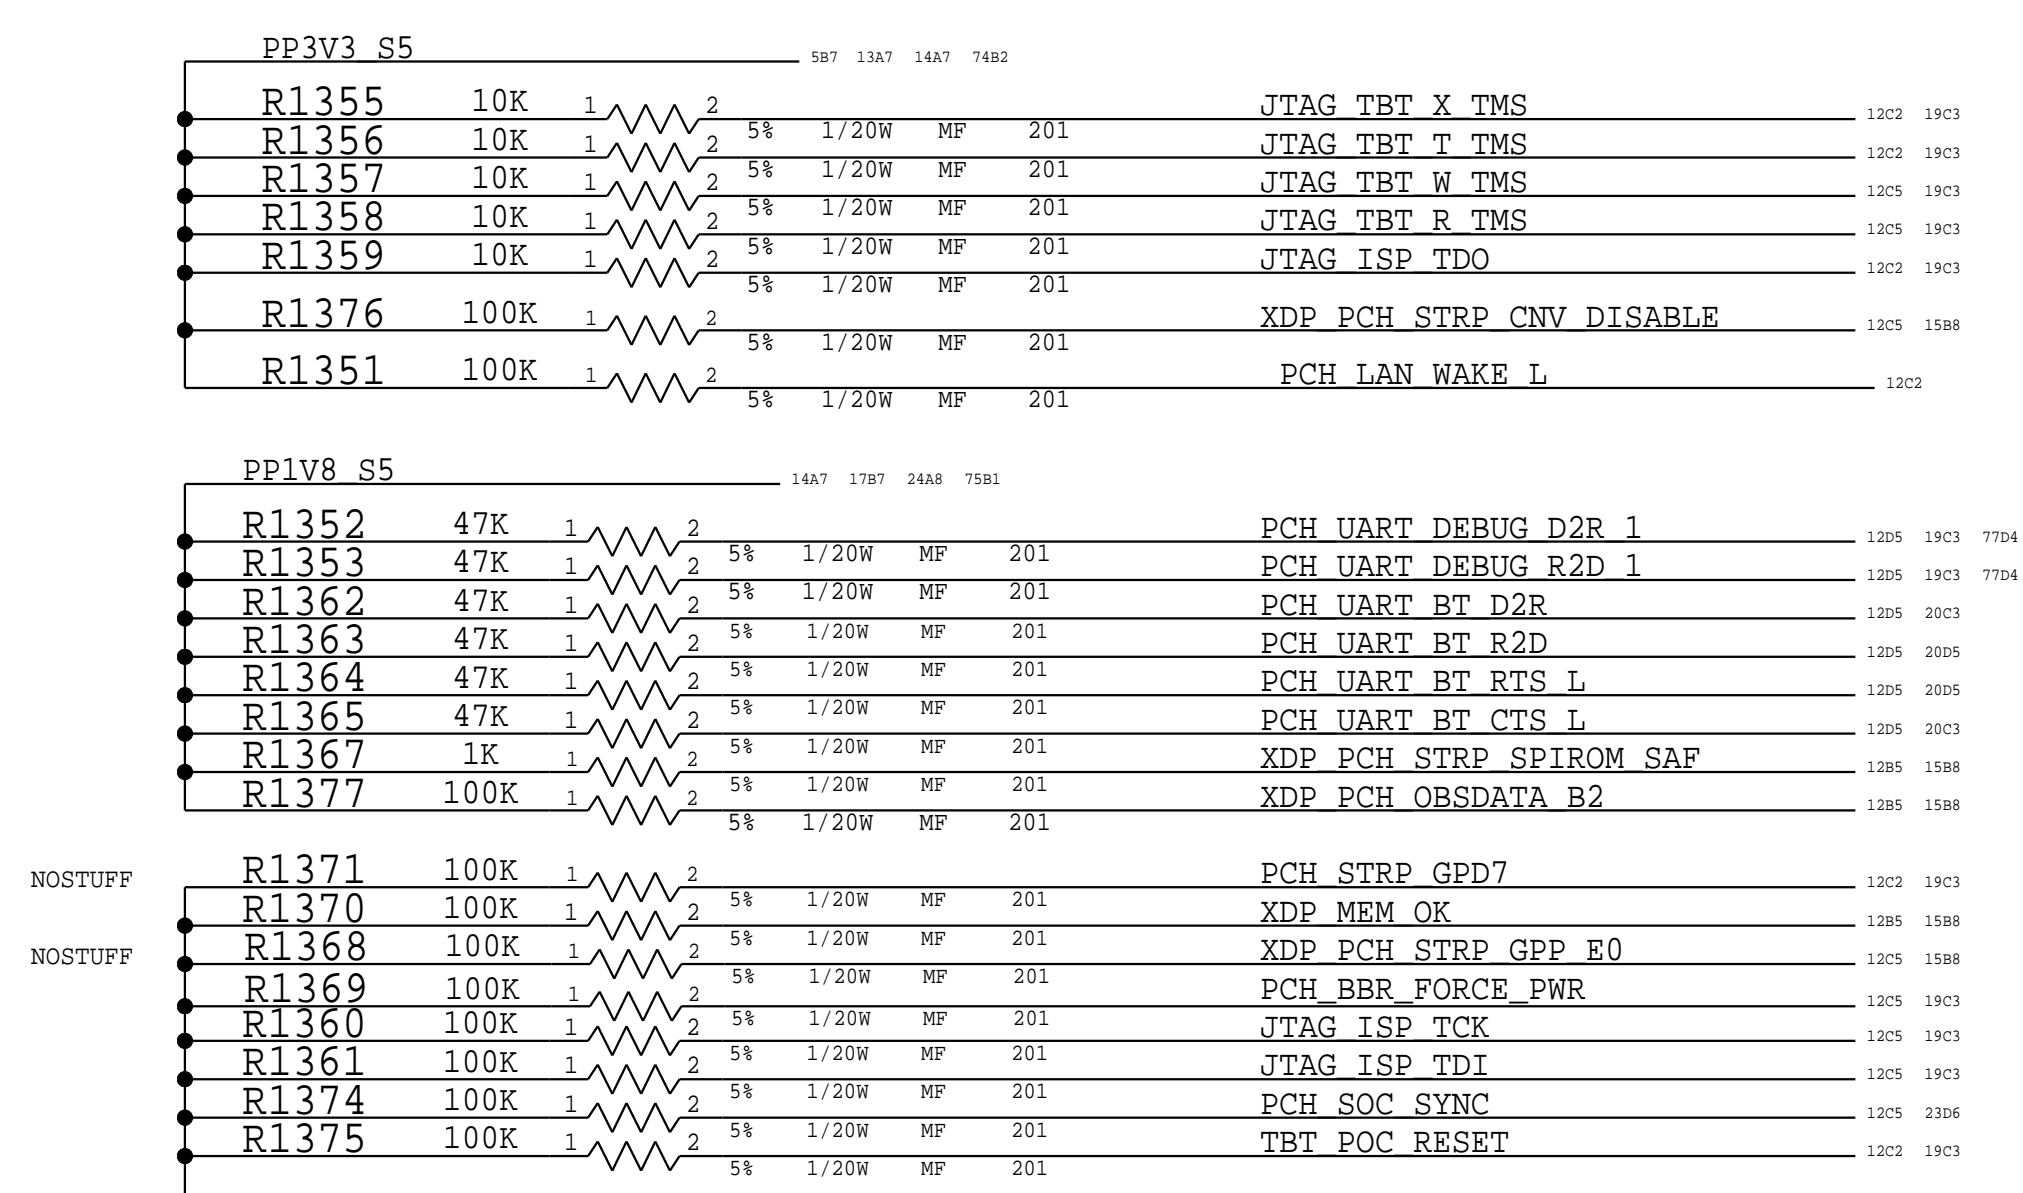 PP3V3_S5 5B7 13A7 14A7 74B2
R1355 10K 1 2 5% 1/20W MF 201 JTAG_TBT_X_TMS 12C2 19C3
R1356 10K 1 2 5% 1/20W MF 201 JTAG_TBT_T_TMS 12C2 19C3
R1357 10K 1 2 5% 1/20W MF 201 JTAG_TBT_W_TMS 12C5 19C3
R1358 10K 1 2 5% 1/20W MF 201 JTAG_TBT_R_TMS 12C5 19C3
R1359 10K 1 2 5% 1/20W MF 201 JTAG_ISP_TDO 12C2 19C3
R1376 100K 1 2 5% 1/20W MF 201 XDP_PCH_STRP_CNV_DISABLE 12C5 15B8
R1351 100K 1 2 5% 1/20W MF 201 PCH_LAN_WAKE_L 12C2
PP1V8_S5 14A7 17B7 24A8 75B1
R1352 47K 1 2 5% 1/20W MF 201 PCH_UART_DEBUG_D2R_1 12D5 19C3 77D4
R1353 47K 1 2 5% 1/20W MF 201 PCH_UART_DEBUG_R2D_1 12D5 19C3 77D4
R1362 47K 1 2 5% 1/20W MF 201 PCH_UART_BT_D2R 12D5 20C3
R1363 47K 1 2 5% 1/20W MF 201 PCH_UART_BT_R2D 12D5 20D5
R1364 47K 1 2 5% 1/20W MF 201 PCH_UART_BT_RTS_L 12D5 20D5
R1365 47K 1 2 5% 1/20W MF 201 PCH_UART_BT_CTS_L 12D5 20C3
R1367 1K 1 2 5% 1/20W MF 201 XDP_PCH_STRP_SPIROM_SAF 12B5 15B8
R1377 100K 1 2 5% 1/20W MF 201 XDP_PCH_OBSDATA_B2 12B5 15B8
NOSTUFF R1371 100K 1 2 5% 1/20W MF 201 PCH_STRP_GPD7 12C2 19C3
R1370 100K 1 2 5% 1/20W MF 201 XDP_MEM_OK 12B5 15B8
NOSTUFF R1368 100K 1 2 5% 1/20W MF 201 XDP_PCH_STRP_GPP_E0 12C5 15B8
R1369 100K 1 2 5% 1/20W MF 201 PCH_BBR_FORCE_PWR 12C5 19C3
R1360 100K 1 2 5% 1/20W MF 201 JTAG_ISP_TCK 12C5 19C3
R1361 100K 1 2 5% 1/20W MF 201 JTAG_ISP_TDI 12C5 19C3
R1374 100K 1 2 5% 1/20W MF 201 PCH_SOC_SYNC 12C5 23D6
R1375 100K 1 2 5% 1/20W MF 201 TBT_POC_RESET 12C2 19C3